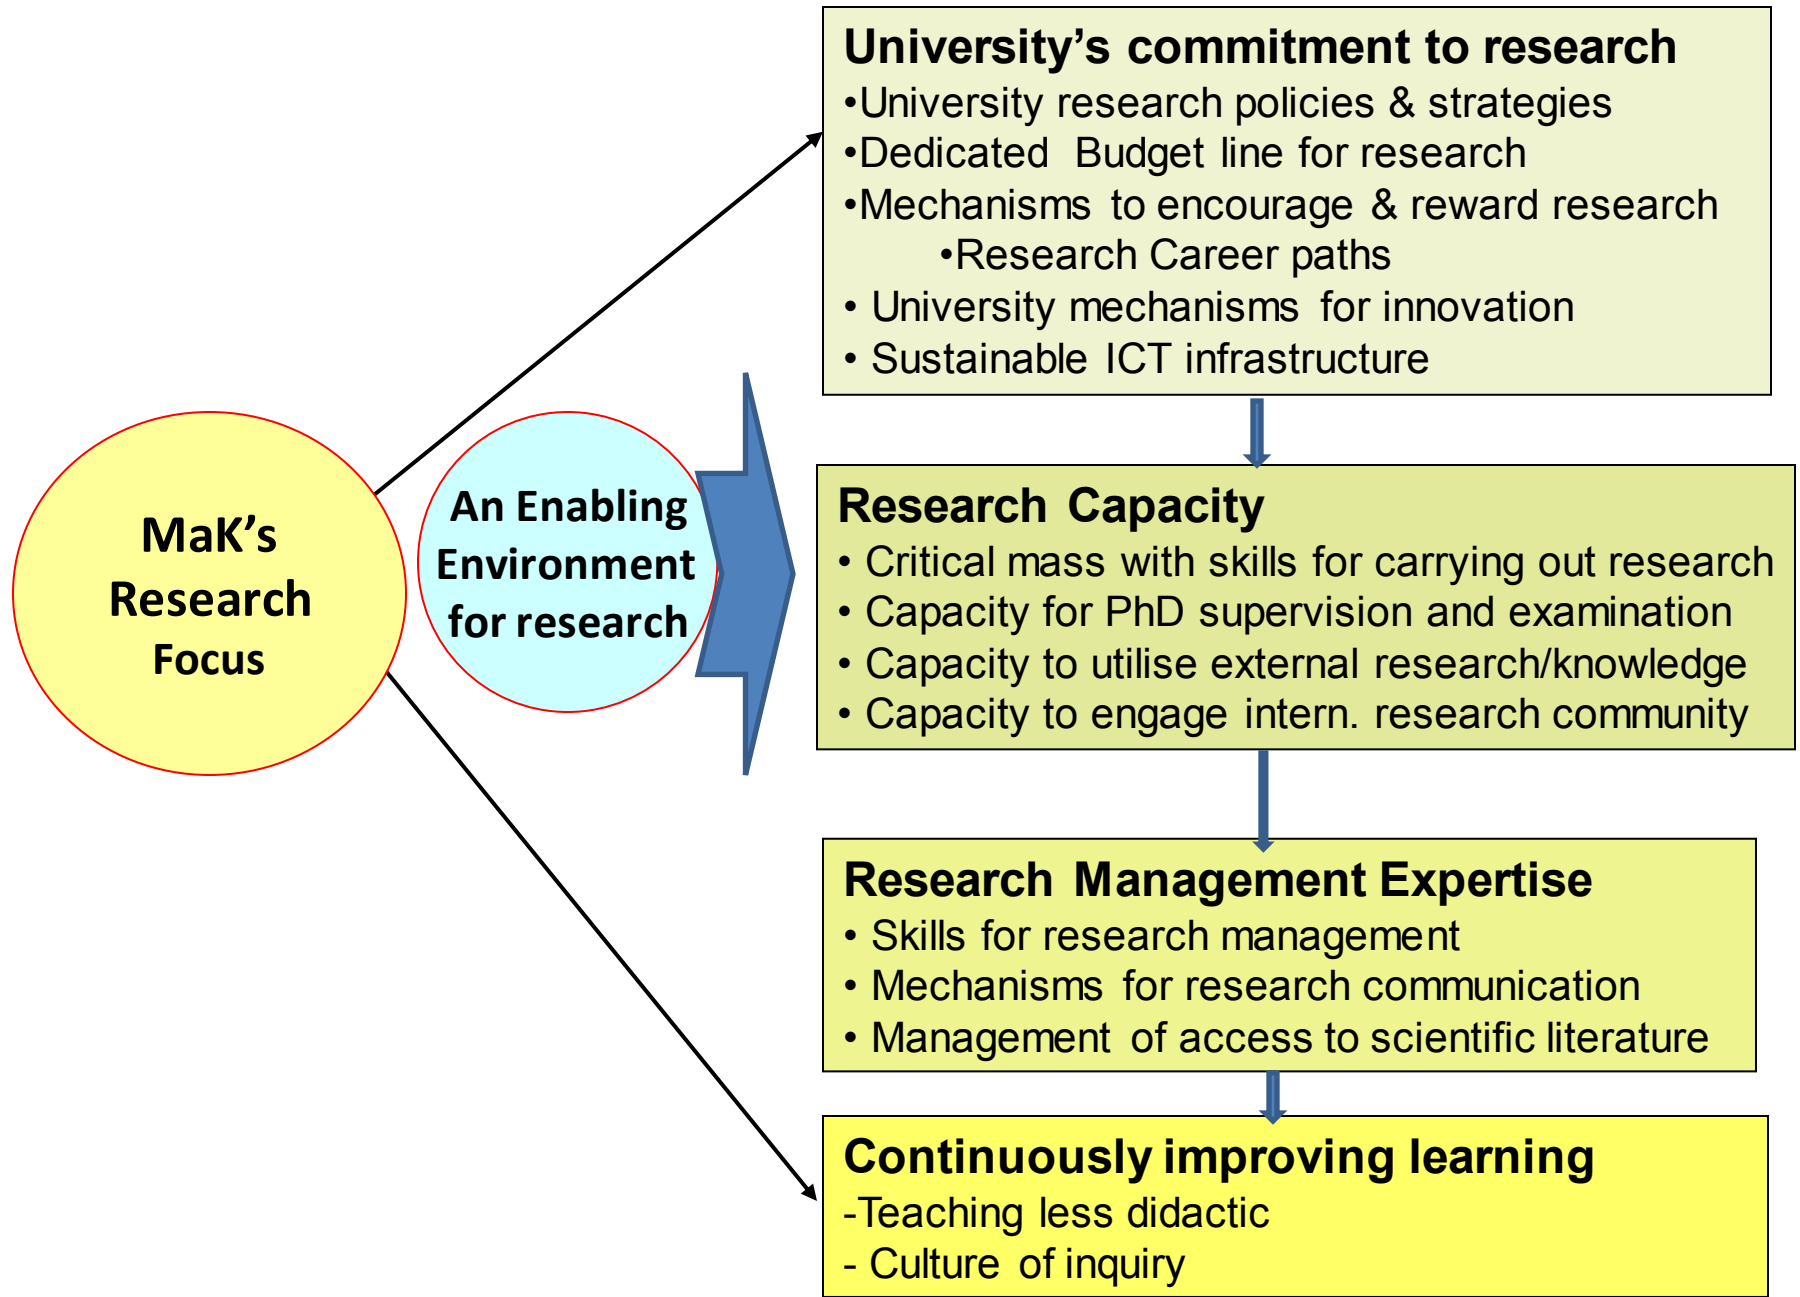 MaK’s
Research
Focus
An Enabling
Environment
for research
University’s commitment to research
•University research policies & strategies
•Dedicated Budget line for research
•Mechanisms to encourage & reward research
•Research Career paths
• University mechanisms for innovation
• Sustainable ICT infrastructure
Research Capacity
• Critical mass with skills for carrying out research
• Capacity for PhD supervision and examination
• Capacity to utilise external research/knowledge
• Capacity to engage intern. research community
Research Management Expertise
• Skills for research management
• Mechanisms for research communication
• Management of access to scientific literature
Continuously improving learning
-Teaching less didactic
- Culture of inquiry